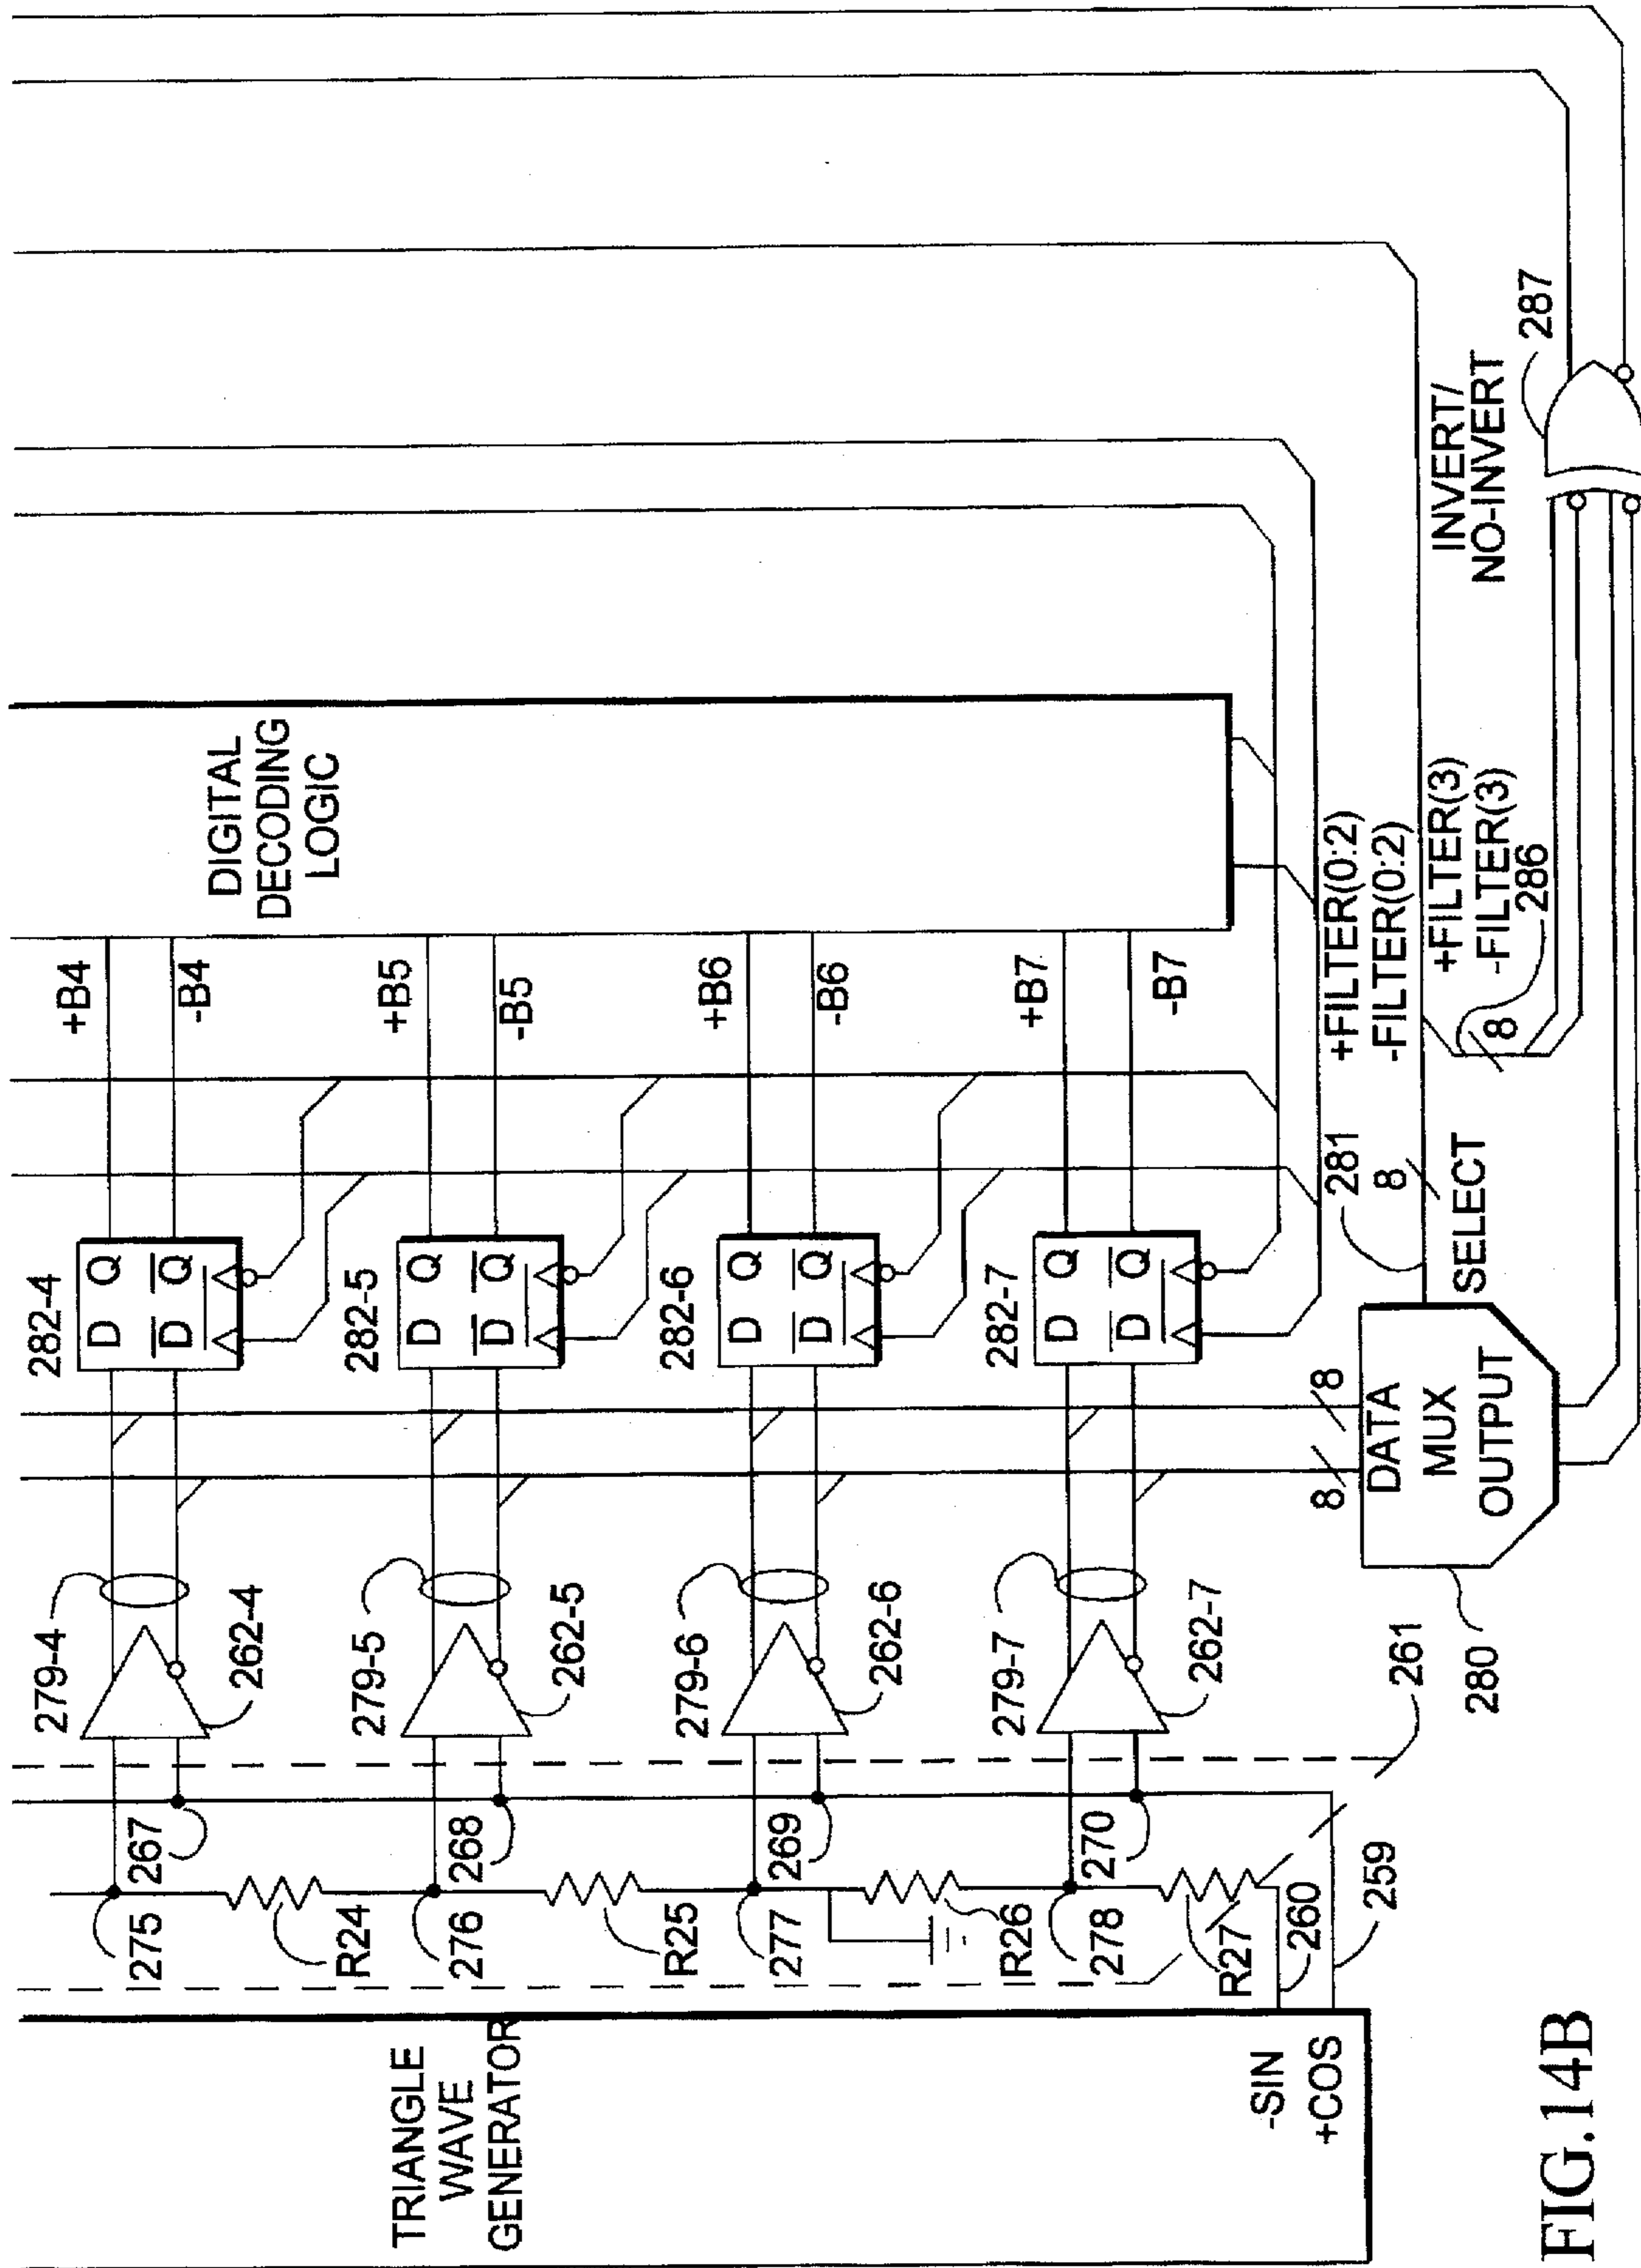 TRIANGLE
WAVE
GENERATOR
-SIN
+COS
275
R24
276
R25
277
R26
278
R27
260
259
267
268
269
270
261
279-4
262-4
279-5
262-5
279-6
262-6
279-7
262-7
280
8
8
DATA
MUX
OUTPUT
SELECT
281
8
282-4
D Q
D Q
282-5
D Q
D Q
282-6
D Q
D Q
282-7
D Q
D Q
+B4
-B4
+B5
-B5
+B6
-B6
+B7
-B7
DIGITAL
DECODING
LOGIC
+FILTER(0:2)
-FILTER(0:2)
+FILTER(3)
-FILTER(3)
286
8
INVERT/
NO-INVERT
287
FIG.14B